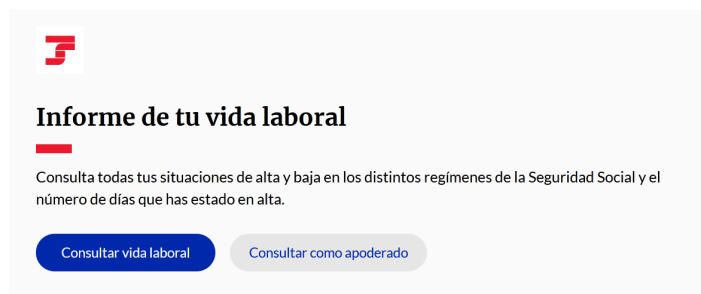 Informe de tu vida laboral
Consulta todas tus situaciones de alta y baja en los distintos regímenes de la Seguridad Social y el
número de días que has estado en alta.
Consultar vida laboral
Consultar como apoderado